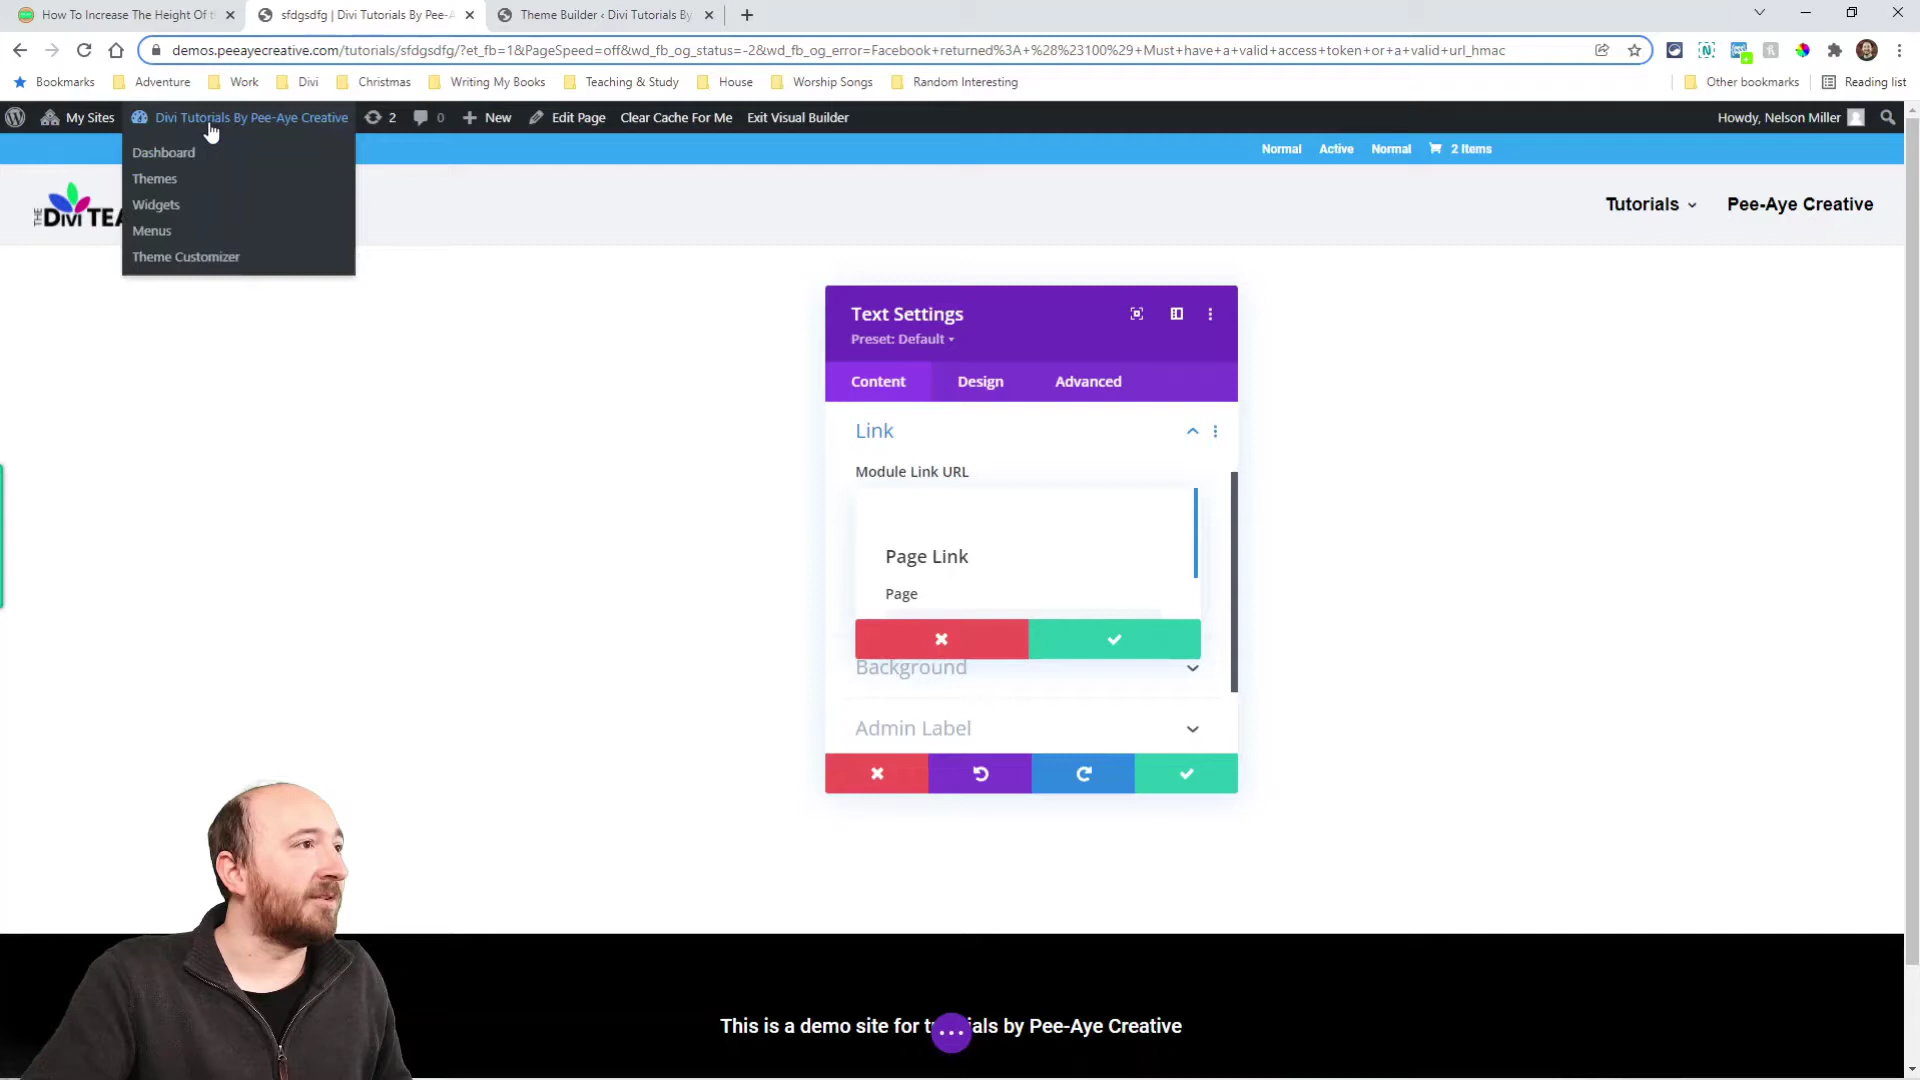 How To Increase The Height Of
sfdgsdfg | Divi Tutorials By Pee-A
Theme Builder ‹ Divi Tutorials By
demos.peeayecreative.com/tutorials/sfdgsdfg/?et_fb=1&PageSpeed=off&wd_fb_og_status=-2&wd_fb_og_error=Facebook+returned%3A+%28%23100%29+Must+have+a+valid+access+token+or+a+valid+url_hmac
Bookmarks Adventure Work Divi Christmas Writing My Books Teaching & Study House Worship Songs Random Interesting Other bookmarks Reading list
My Sites Divi Tutorials By Pee-Aye Creative 2 0 New Edit Page Clear Cache For Me Exit Visual Builder Howdy, Nelson Miller
Normal Active Normal 2 Items
Dashboard
Themes
Widgets
Menus
Theme Customizer
THE DIVI TEA
Tutorials Pee-Aye Creative
Text Settings
Preset: Default
Content Design Advanced
Link
Module Link URL
Page Link
Page
Background
Admin Label
This is a demo site for t ials by Pee-Aye Creative